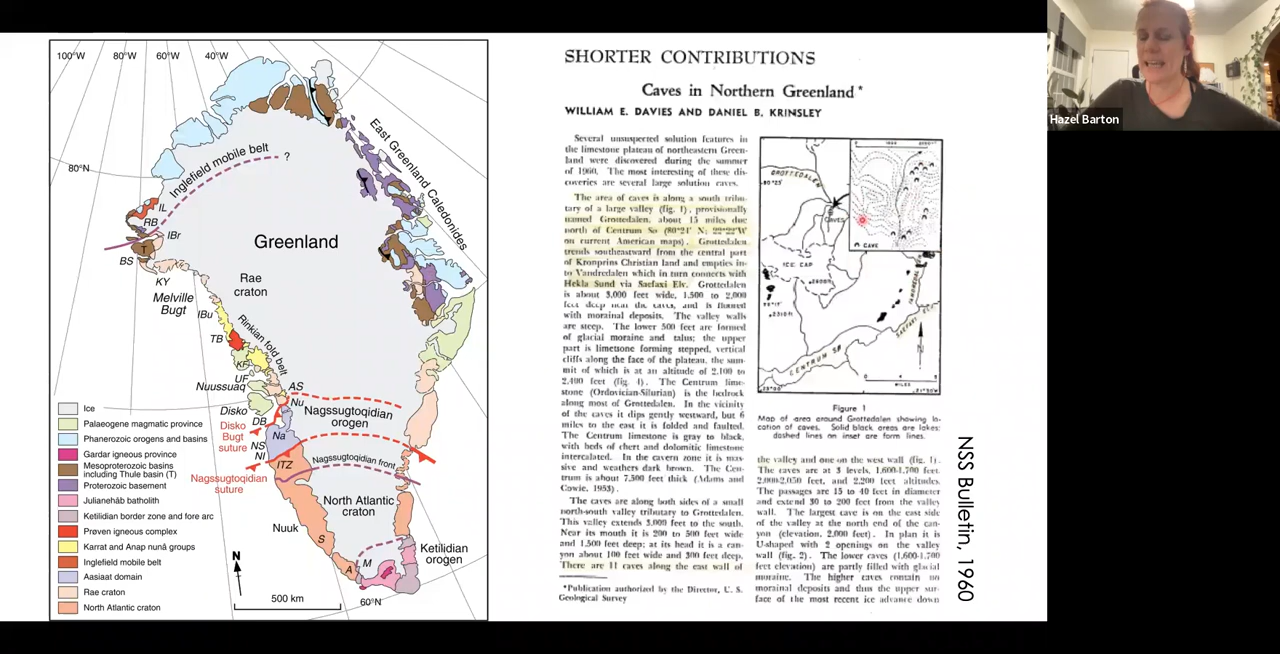 100°W 80°W 60°W 40°W
80°N
Inglefield mobile belt
?
East Greenland Caledonides
IL
RB
IBr
T
BS
KY
Greenland
Rae
craton
Melville
Bugt
IBu
TB
Rinkian fold belt
KF
UF
Nuussuaq
AS
Disko
Nu
Nagssugtoqidian
orogen
DB
Disko
Bugt
suture
Na
NS
NI
ITZ
Nagssugtoqidian front
Nagssugtoqidian
suture
North Atlantic
craton
Nuuk
S
Ketilidian
orogen
M
A
N
500 km
60°N
Ice
Palaeogene magmatic province
Phanerozoic orogens and basins
Gardar igneous province
Mesoproterozoic basins
including Thule basin (T)
Proterozoic basement
Julianehåb batholith
Ketilidian border zone and fore arc
Prøven igneous complex
Karrat and Anap nunâ groups
Inglefield mobile belt
Aasiaat domain
Rae craton
North Atlantic craton
SHORTER CONTRIBUTIONS
Caves in Northern Greenland*
WILLIAM E. DAVIES AND DANIEL B. KRINSLEY
Several unsuspected solution features in
the limestone plateau of northeastern Green-
land were discovered during the summer
of 1960. The most interesting of these dis-
coveries are several large solution caves.
The area of caves is along a south tribu-
tary of a large valley (fig. 1), provisionally
named Grottedalen, about 15 miles due
north of Centrum Sø (80°24' N;
on current American maps). Grottedalen
trends southeastward from the central part
of Kronprins Christian land and empties in-
to Vandredalen which in turn connects with
Hekla Sund via Saefaxi Elv. Grottedalen
is about 3,000 feet wide, 1,500 to 2,000
feet deep near the caves, and is floored
with morainal deposits. The valley walls
are steep. The lower 500 feet are formed
of glacial moraine and talus; the upper
part is limestone forming stepped, vertical
cliffs along the face of the plateau, the sum-
mit of which is at an altitude of 2,100 to
2,400 feet (fig. 1). The Centrum lime-
stone (Ordovician-Silurian) is the bedrock
along most of Grottedalen. In the vicinity
of the caves it dips gently westward, but 6
miles to the east it is folded and faulted.
The Centrum limestone is gray to black,
with beds of chert and dolomitic limestone
intercalated. In the cavern zone it is mas-
sive and weathers dark brown. The Cen-
trum is about 7,300 feet thick (Adams and
Cowie, 1953).
The caves are along both sides of a small
north-south valley tributary to Grottedalen.
This valley extends 3,000 feet to the south.
Near its mouth it is 200 to 500 feet wide
and 1,500 feet deep; at its head it is a can-
yon about 100 feet wide and 300 feet deep.
There are 11 caves along the east wall of
*Publication authorized by the Director, U. S.
Geological Survey
GROTTEDALEN
80°25'
CAVES
CAVE
ICE CAP
CENTRUM SØ
N
MILES
Figure 1
Map of area around Grottedalen showing lo-
cation of caves. Solid black areas are lakes;
dashed lines on inset are form lines.
the valley and one on the west wall (fig. 1).
The caves are at 3 levels, 1,600-1,700 feet,
2,000-2,050 feet, and 2,200 feet altitudes.
The passages are 15 to 40 feet in diameter
and extend 30 to 200 feet from the valley
wall. The largest cave is on the east side
of the valley at the north end of the can-
yon (elevation, 2,000 feet). In plan it is
U-shaped with 2 openings on the valley
wall (fig. 2). The lower caves (1,600-1,700
feet elevation) are partly filled with glacial
moraine. The higher caves contain no
morainal deposits and thus the upper sur-
face of the most recent ice advance down
NSS Bulletin, 1960
Hazel Barton